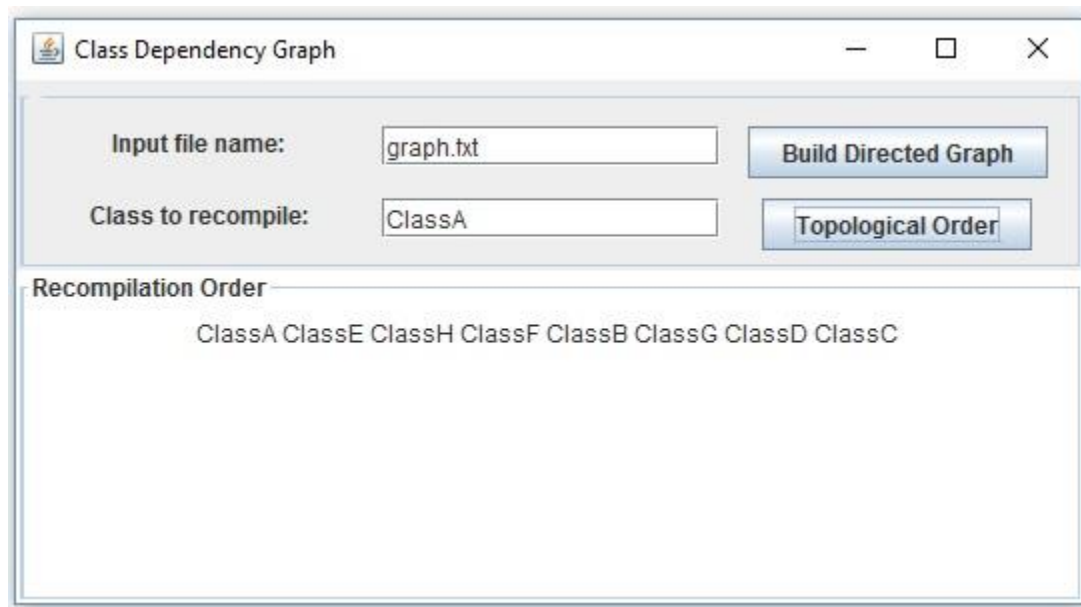 Class Dependency Graph
Input file name: graph.txt Build Directed Graph
Class to recompile: ClassA Topological Order
Recompilation Order
ClassA ClassE ClassH ClassF ClassB ClassG ClassD ClassC